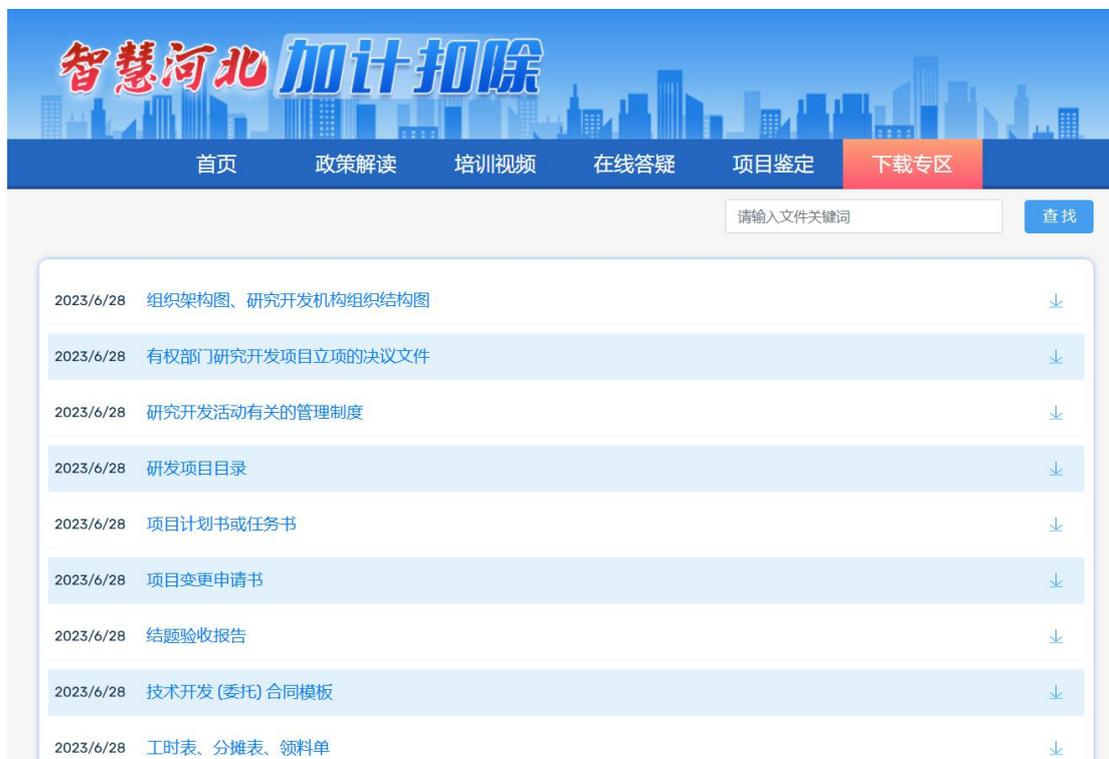 智慧河北 加计扣除
首页 政策解读 培训视频 在线答疑 项目鉴定 下载专区
请输入文件关键词 查找
2023/6/28 组织架构图、研究开发机构组织结构图
2023/6/28 有权部门研究开发项目立项的决议文件
2023/6/28 研究开发活动有关的管理制度
2023/6/28 研发项目目录
2023/6/28 项目计划书或任务书
2023/6/28 项目变更申请书
2023/6/28 结题验收报告
2023/6/28 技术开发 (委托) 合同模板
2023/6/28 工时表、分摊表、领料单